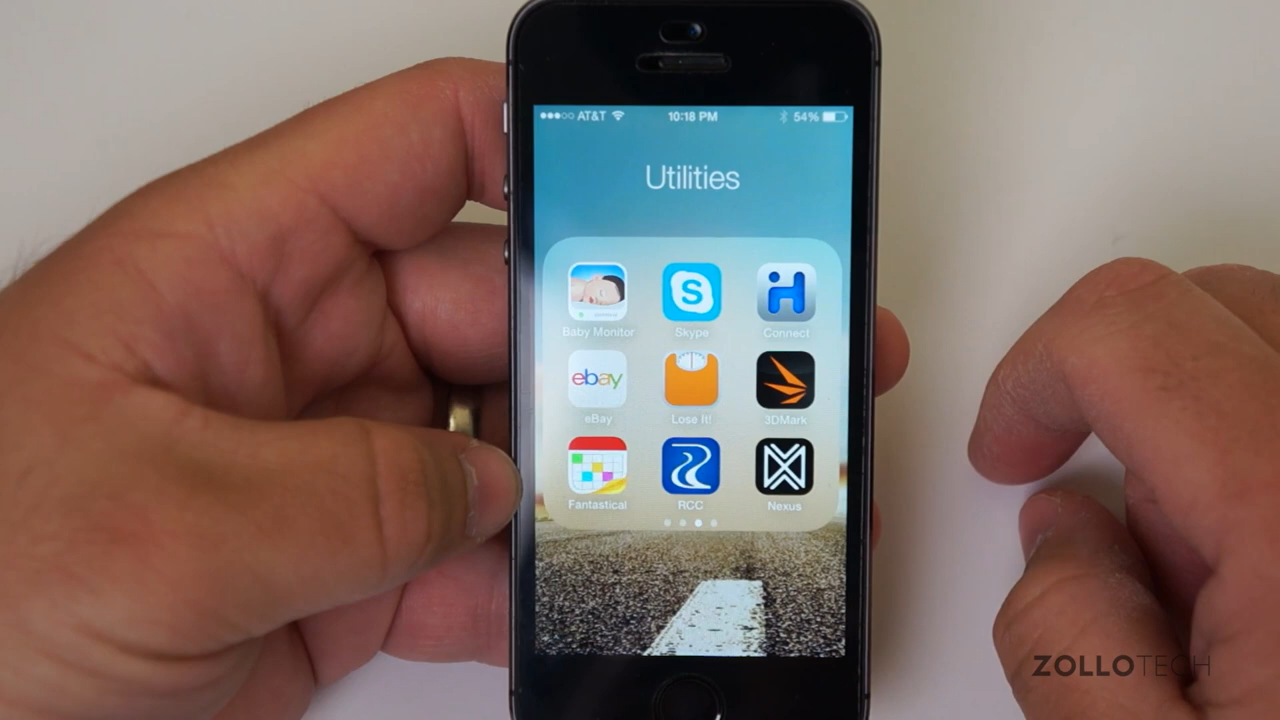 ●●●○○ AT&T 10:18 PM 54%
Utilities
Baby Monitor Skype Connect
ebay
eBay Lose It! 3DMark
Fantastical RCC Nexus
ZOLLOTECH